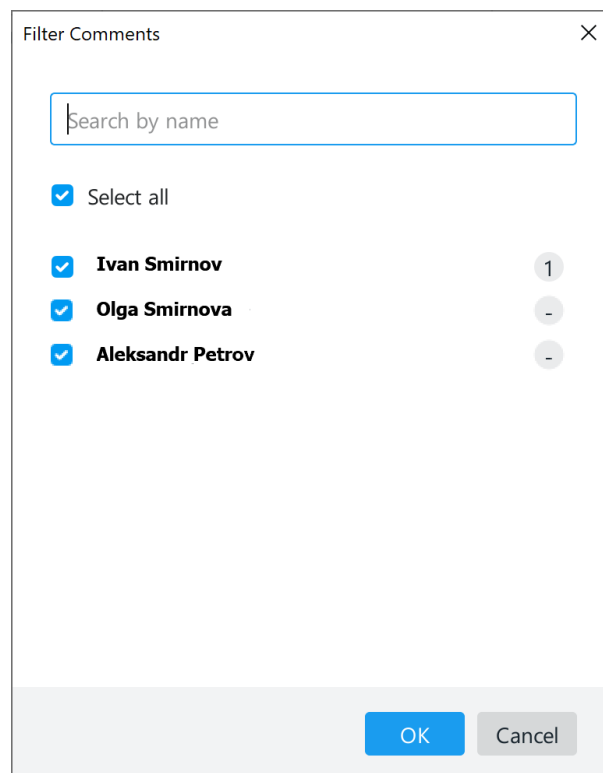 Filter Comments
Search by name
Select all
Ivan Smirnov 1
Olga Smirnova -
Aleksandr Petrov -
OK Cancel